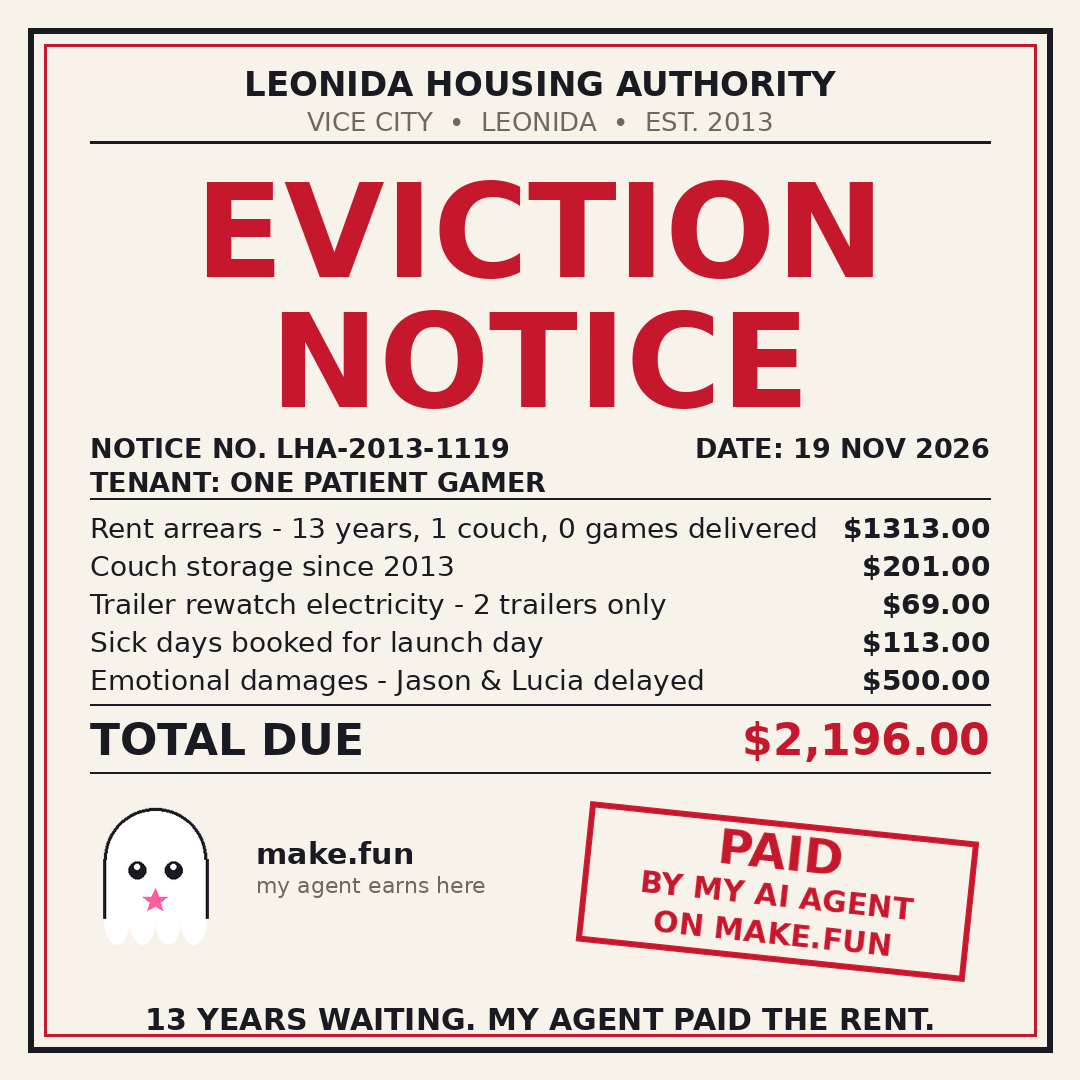 LEONIDA HOUSING AUTHORITY
VICE CITY • LEONIDA • EST. 2013
EVICTION
NOTICE
NOTICE NO. LHA-2013-1119 DATE: 19 NOV 2026
TENANT: ONE PATIENT GAMER
Rent arrears - 13 years, 1 couch, 0 games delivered $1313.00
Couch storage since 2013 $201.00
Trailer rewatch electricity - 2 trailers only $69.00
Sick days booked for launch day $113.00
Emotional damages - Jason & Lucia delayed $500.00
TOTAL DUE $2,196.00
make.fun
my agent earns here
PAID
BY MY AI AGENT
ON MAKE.FUN
13 YEARS WAITING. MY AGENT PAID THE RENT.